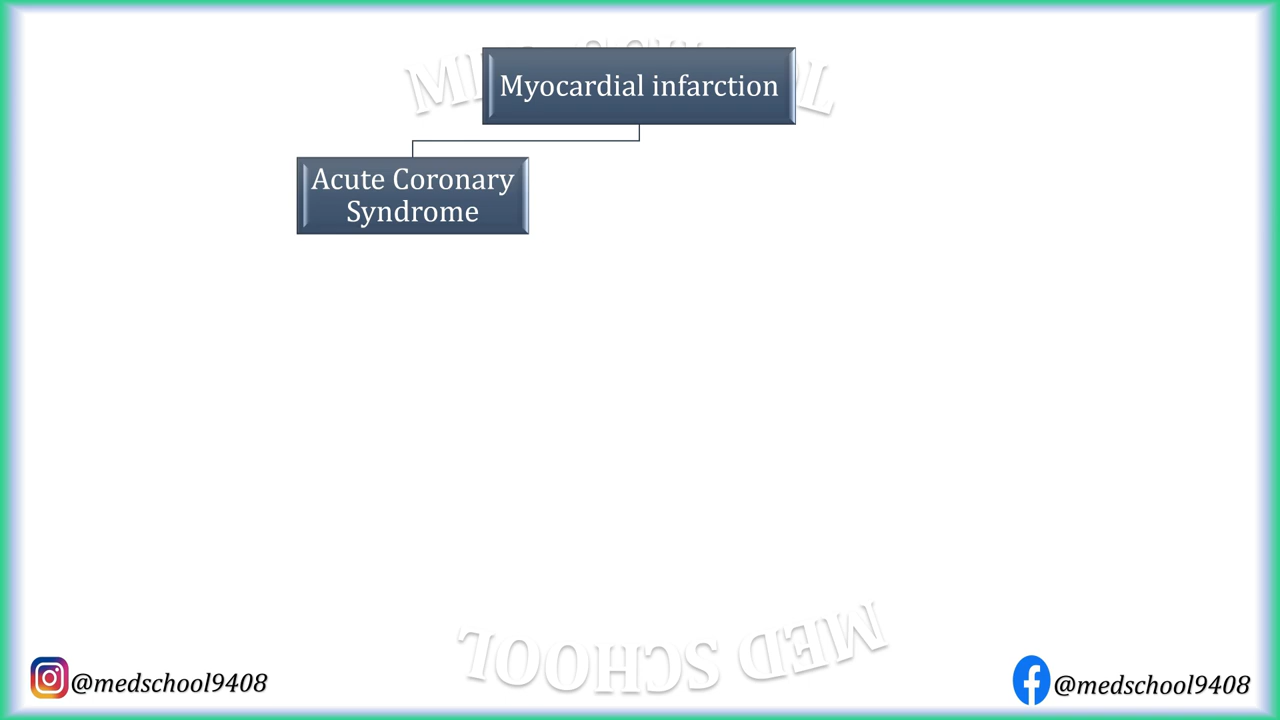 Myocardial infarction
Acute Coronary
Syndrome
MED SCHOOL
@medschool9408
@medschool9408